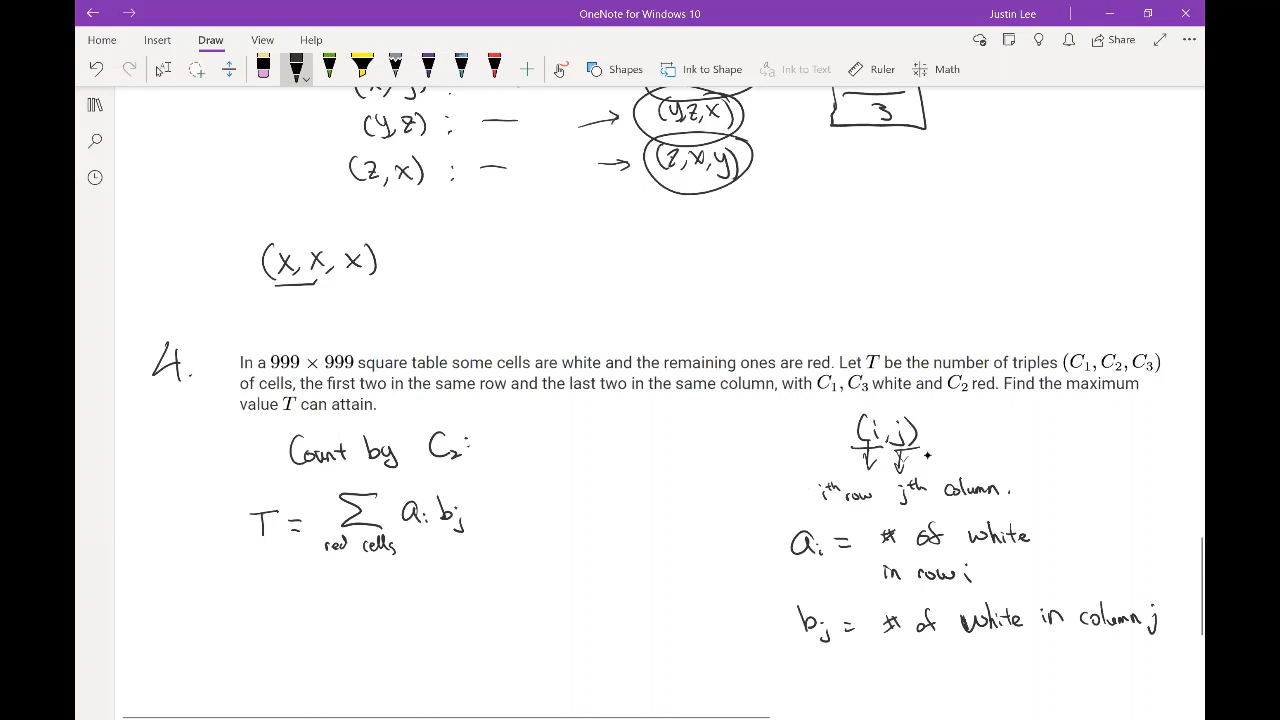 OneNote for Windows 10
Justin Lee
Home Insert Draw View Help
Share
Shapes Ink to Shape Ink to Text Ruler Math
(y,z) : — → (y,z,x)
3
(z,x) : — → (z,x,y)
(x, x, x)
4.
In a 999 × 999 square table some cells are white and the remaining ones are red. Let T be the number of triples (C₁, C₂, C₃)
of cells, the first two in the same row and the last two in the same column, with C₁, C₃ white and C₂ red. Find the maximum
value T can attain.
Count by C₂:
T = ∑ aᵢ bⱼ
red cells
(i,j)
iᵗʰ row jᵗʰ column.
aᵢ = # of white
in row i
bⱼ = # of white in column j